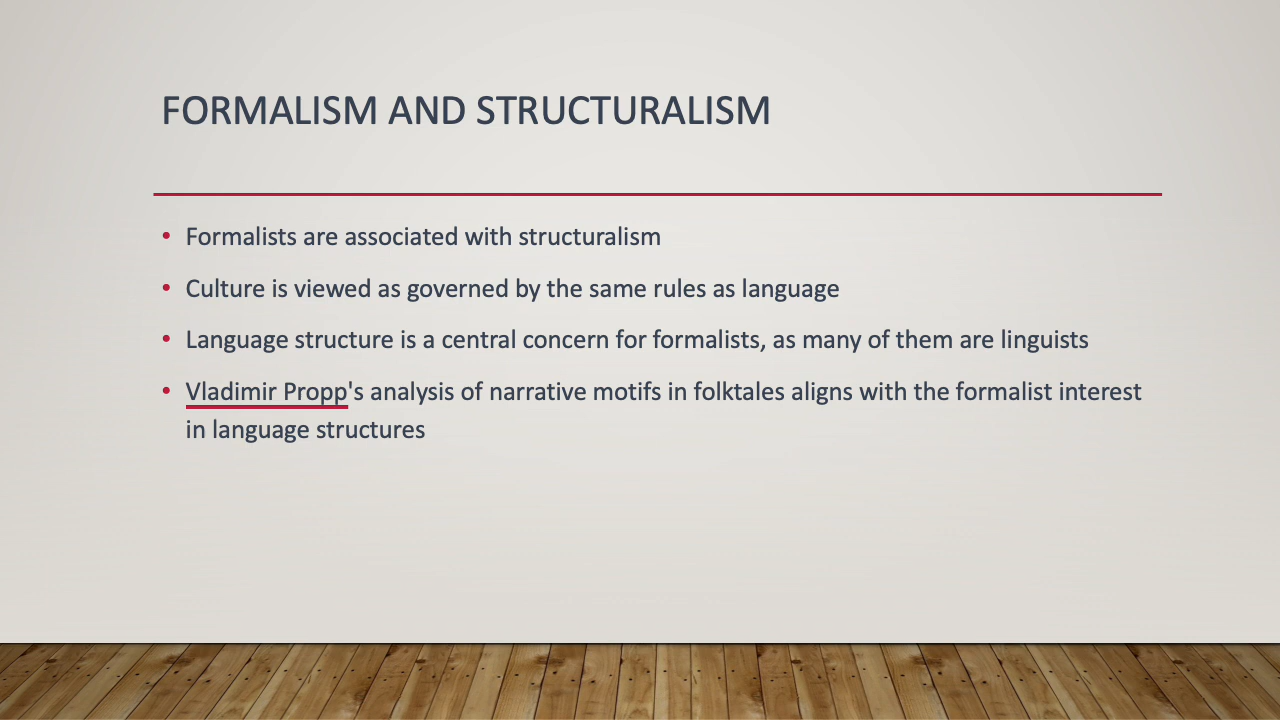 FORMALISM AND STRUCTURALISM
• Formalists are associated with structuralism
• Culture is viewed as governed by the same rules as language
• Language structure is a central concern for formalists, as many of them are linguists
• Vladimir Propp's analysis of narrative motifs in folktales aligns with the formalist interest
in language structures